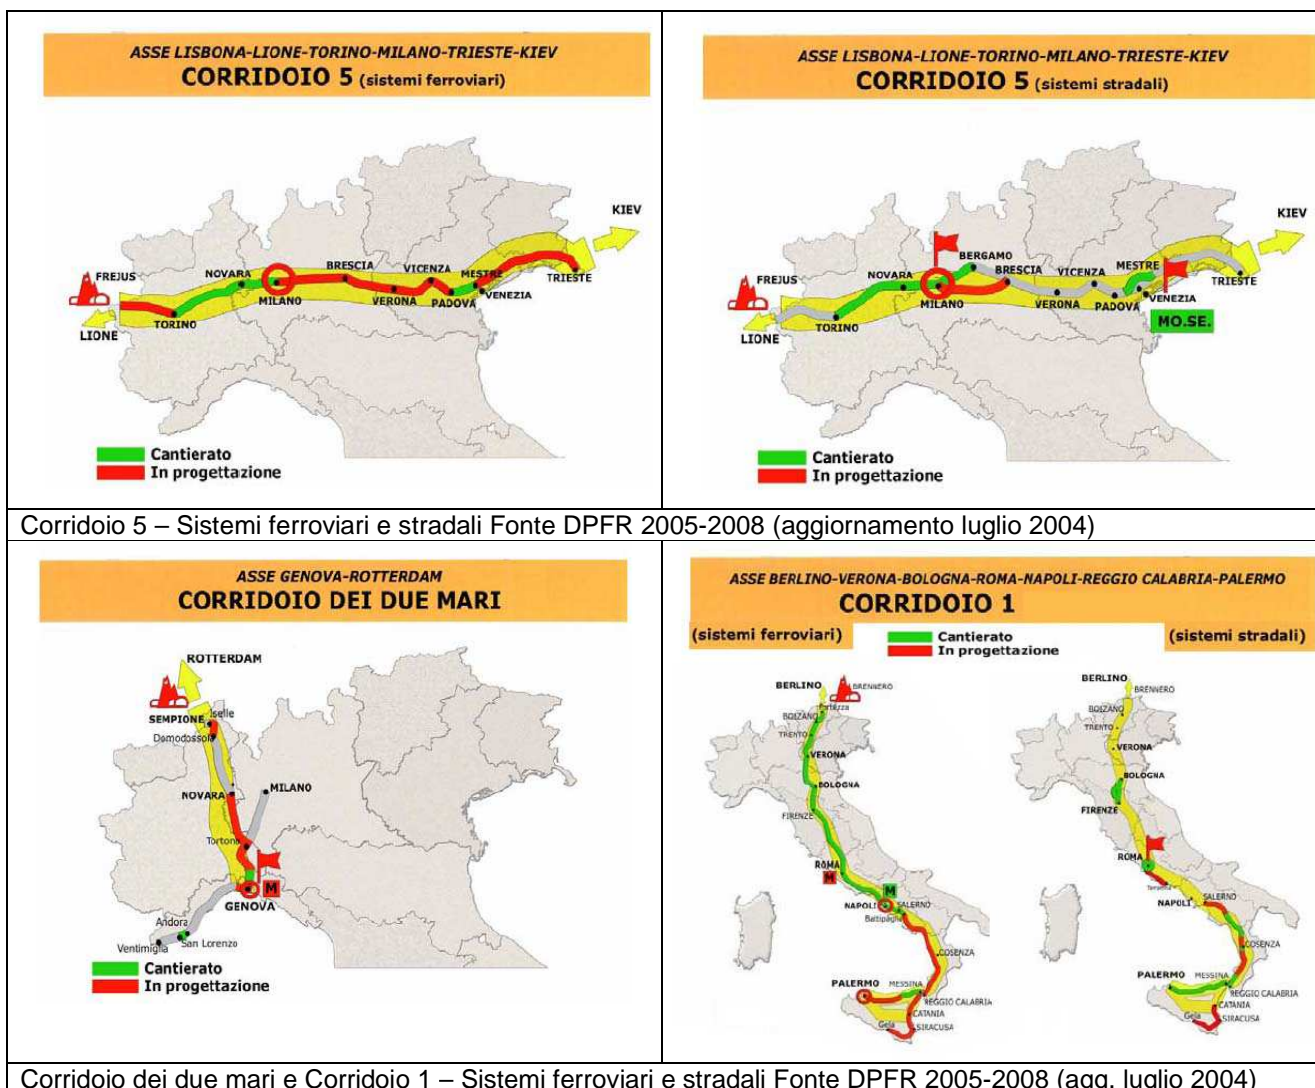 ASSE LISBONA-LIONE-TORINO-MILANO-TRIESTE-KIEV
CORRIDOIO 5 (sistemi ferroviari)
KIEV
FREJUS
NOVARA
BRESCIA
VICENZA
MESTRE
TRIESTE
MILANO
VERONA
PADOVA
VENEZIA
TORINO
LIONE
Cantierato
In progettazione
ASSE LISBONA-LIONE-TORINO-MILANO-TRIESTE-KIEV
CORRIDOIO 5 (sistemi stradali)
KIEV
BERGAMO
FREJUS
NOVARA
BRESCIA
VICENZA
MESTRE
TRIESTE
MILANO
VERONA
PADOVA
VENEZIA
TORINO
MO.SE.
LIONE
Cantierato
In progettazione
Corridoio 5 – Sistemi ferroviari e stradali Fonte DPFR 2005-2008 (aggiornamento luglio 2004)
ASSE GENOVA-ROTTERDAM
CORRIDOIO DEI DUE MARI
ROTTERDAM
SEMPIONE
Iselle
Domodossola
NOVARA
MILANO
Tortona
M
GENOVA
Andora
San Lorenzo
Ventimiglia
Cantierato
In progettazione
ASSE BERLINO-VERONA-BOLOGNA-ROMA-NAPOLI-REGGIO CALABRIA-PALERMO
CORRIDOIO 1
(sistemi ferroviari)
Cantierato
In progettazione
(sistemi stradali)
BERLINO
BRENNERO
Fortezza
BOLZANO
TRENTO
VERONA
BOLOGNA
FIRENZE
ROMA
M
M
NAPOLI
SALERNO
Battipaglia
COSENZA
PALERMO
MESSINA
REGGIO CALABRIA
CATANIA
Gela
SIRACUSA
BERLINO
BRENNERO
BOLZANO
TRENTO
VERONA
BOLOGNA
FIRENZE
ROMA
NAPOLI
SALERNO
COSENZA
PALERMO
MESSINA
REGGIO CALABRIA
CATANIA
Gela
SIRACUSA
Corridoio dei due mari e Corridoio 1 – Sistemi ferroviari e stradali Fonte DPFR 2005-2008 (agg. luglio 2004)